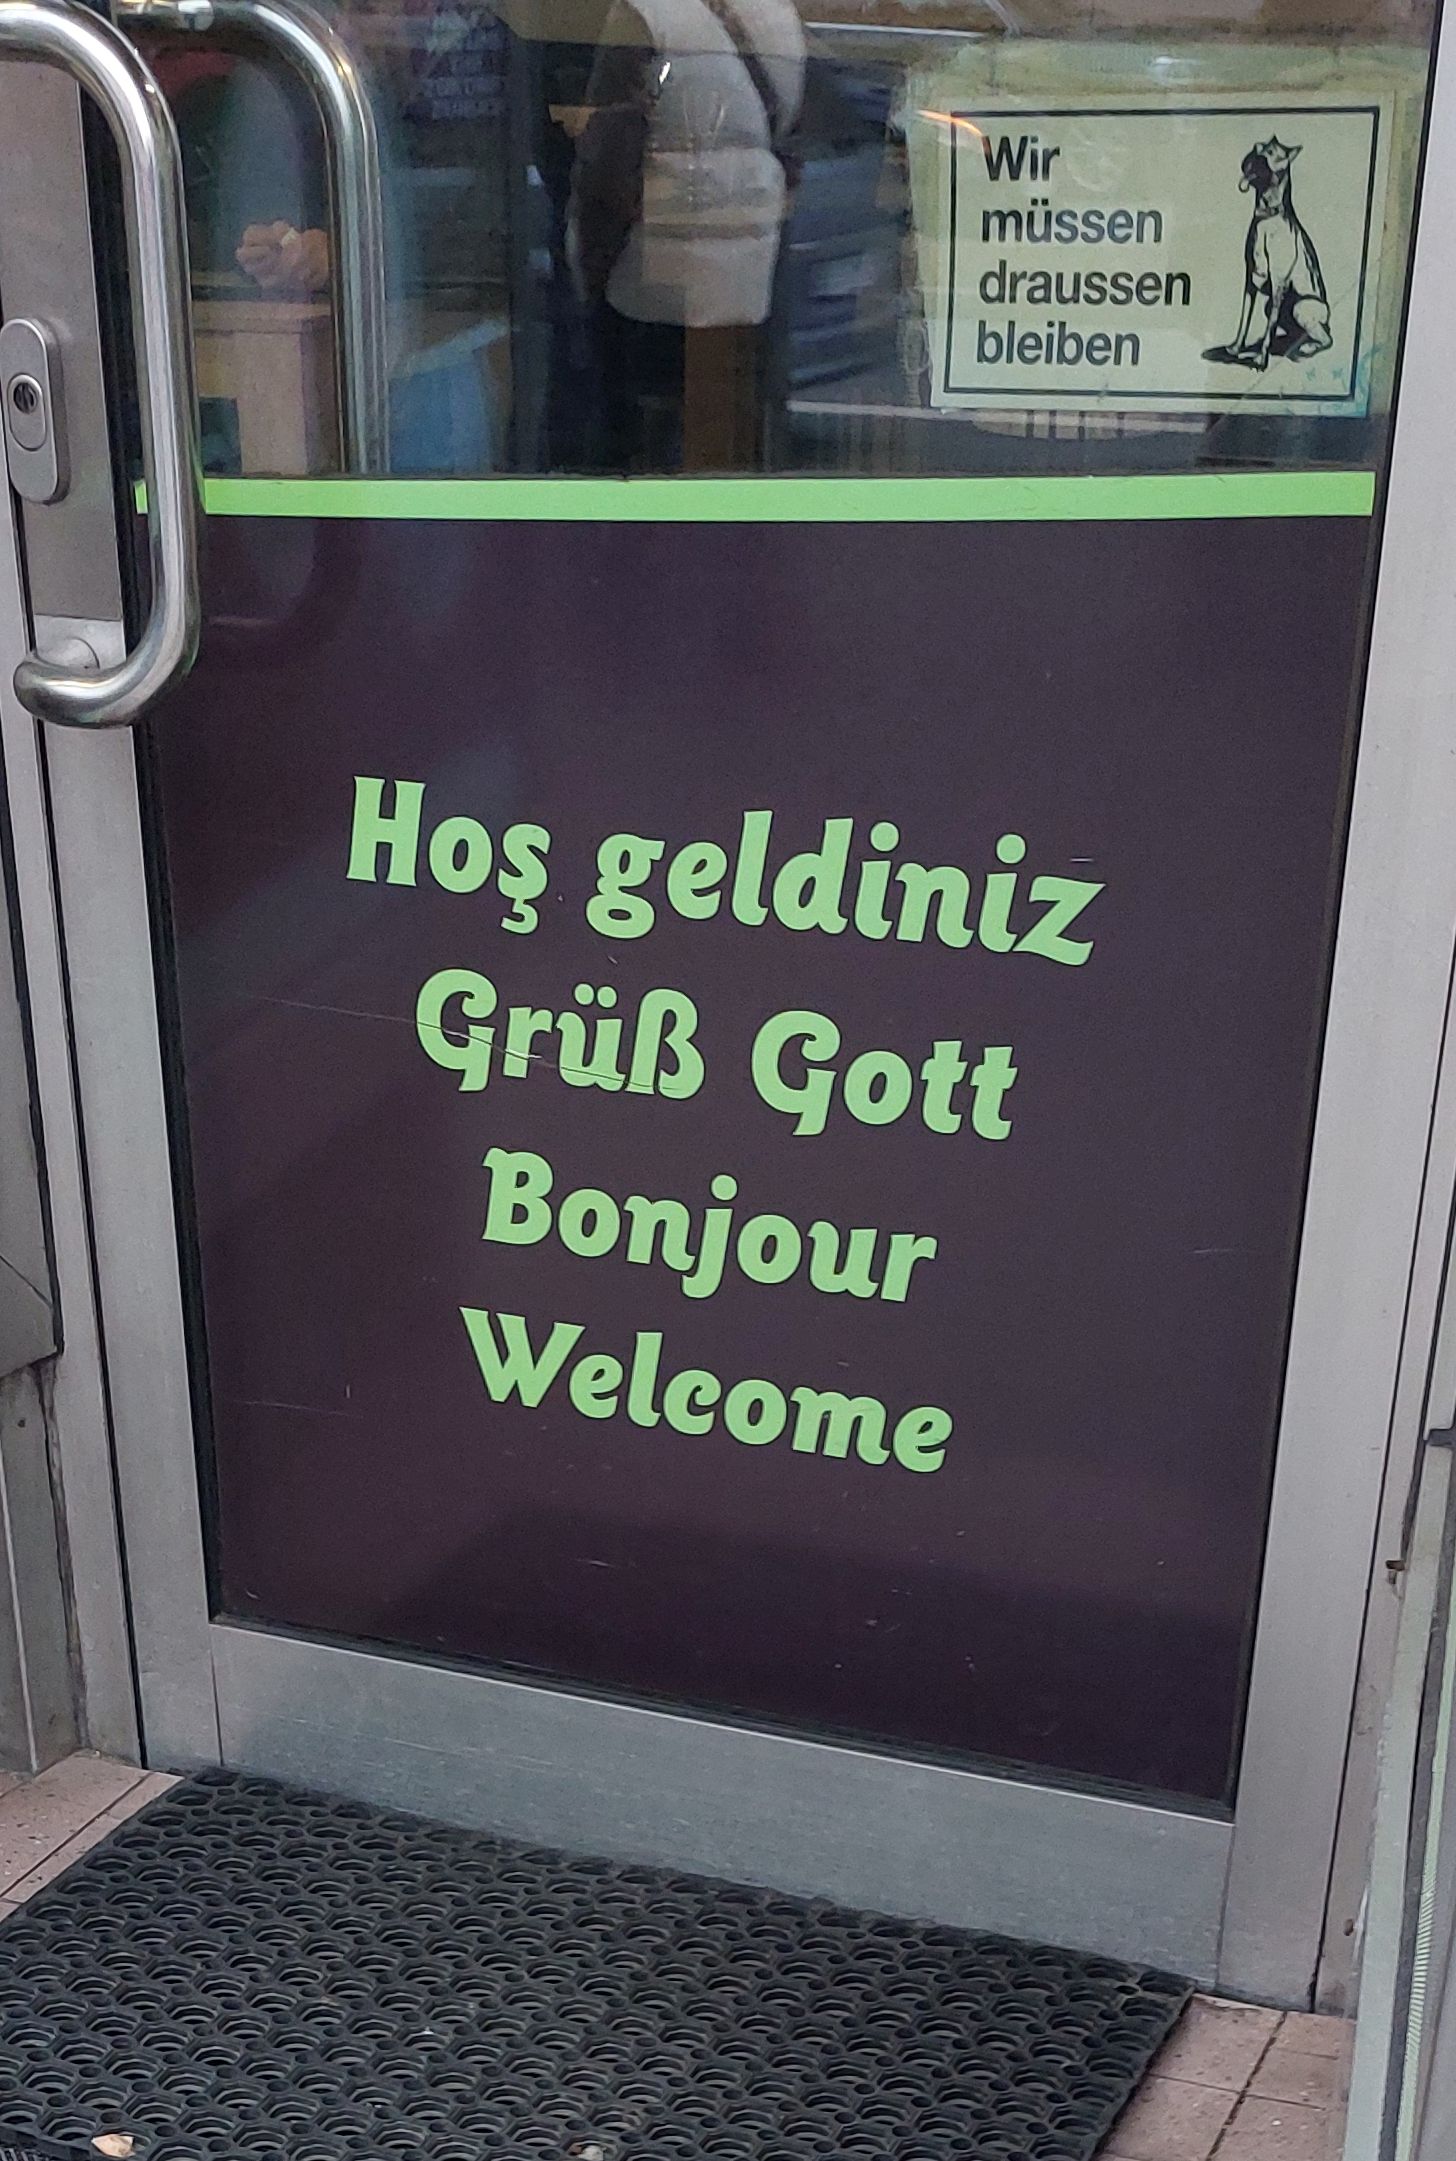 Wir
müssen
draussen
bleiben
Hoş geldiniz
Grüß Gott
Bonjour
Welcome